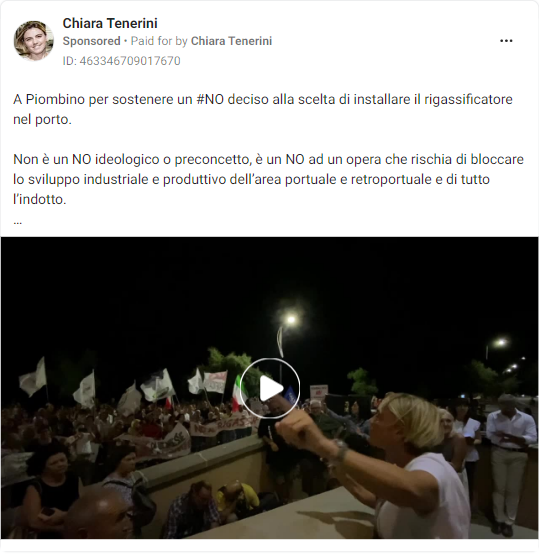 Chiara Tenerini
Sponsored • Paid for by Chiara Tenerini
ID: 463346709017670
A Piombino per sostenere un #NO deciso alla scelta di installare il rigassificatore
nel porto.
Non è un NO ideologico o preconcetto, è un NO ad un opera che rischia di bloccare
lo sviluppo industriale e produttivo dell'area portuale e retroportuale e di tutto
l'indotto.
...